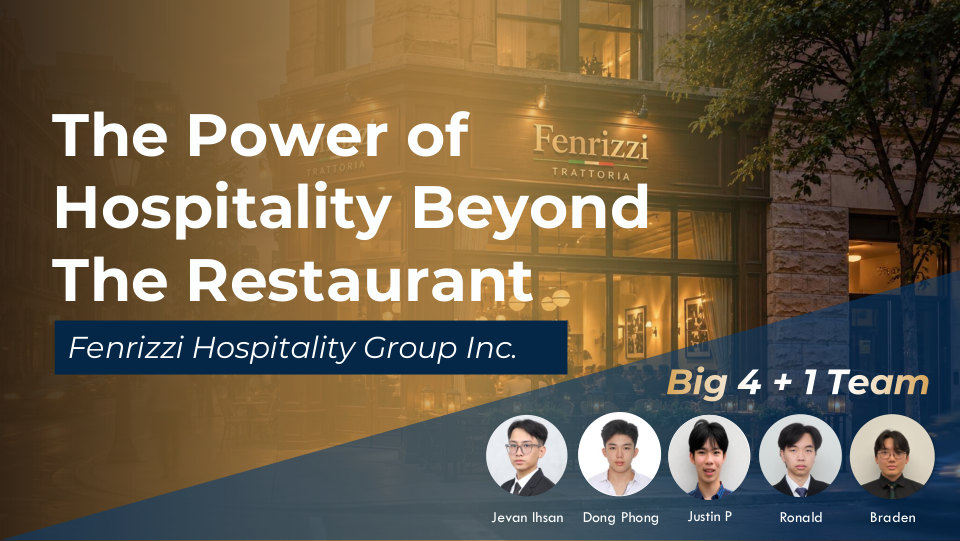 The Power of
Hospitality Beyond
The Restaurant
Fenrizzi Hospitality Group Inc.
Fenrizzi
TRATTORIA
TRATTORIA
Big 4 + 1 Team
Jevan Ihsan
Dong Phong
Justin P
Ronald
Braden